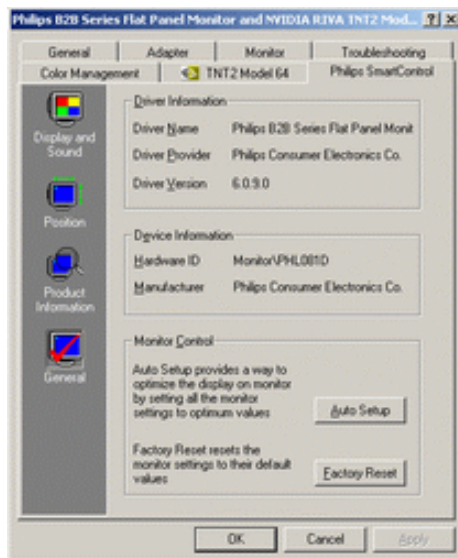 Philips B2B Series Flat Panel Monitor and NVIDIA RIVA TNT2 Mod...
General Adapter Monitor Troubleshooting
Color Management TNT2 Model 64 Philips SmartControl
Display and
Sound
Position
Product
Information
General
Driver Information
Driver Name Philips B2B Series Flat Panel Monit
Driver Provider Philips Consumer Electronics Co.
Driver Version 6.0.9.0
Device Information
Hardware ID Monitor\PHL081D
Manufacturer Philips Consumer Electronics Co.
Monitor Control
Auto Setup provides a way to
optimize the display on monitor
by setting all the monitor
settings to optimum values
Auto Setup
Factory Reset resets the
monitor settings to their default
values
Factory Reset
OK Cancel Apply